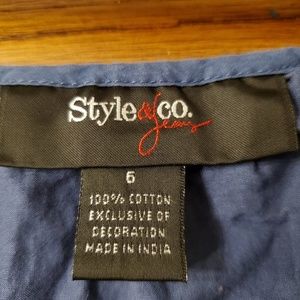 Style&co.
Jeans
6
100% COTTON
EXCLUSIVE OF
DECORATION
MADE IN INDIA